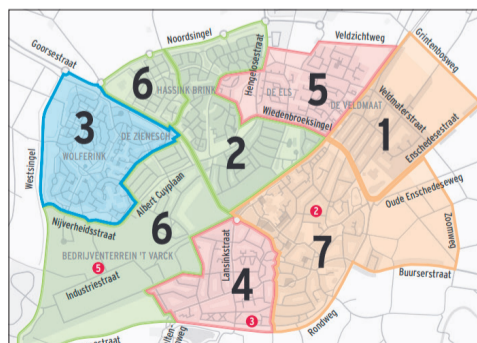 Noordsingel
Goorsestraat
Veldzichtweg
Grintenbosweg
6
HASSINK BRINK
Hengelosestraat
5
DE ELS
DE VELDMAAT
Veldmaterstraat
1
Enschedesestraat
3
Wiedenbroeksingel
DE ZIENESCH
WOLFERINK
2
Westsingel
Albert Cuyplaan
Oude Enschedeseweg
2
Nijverheidsstraat
6
7
Zoomweg
BEDRIJVENTERREIN 'T VARCK
5
Lansinkstraat
Industriestraat
4
Buurserstraat
3
Rondweg